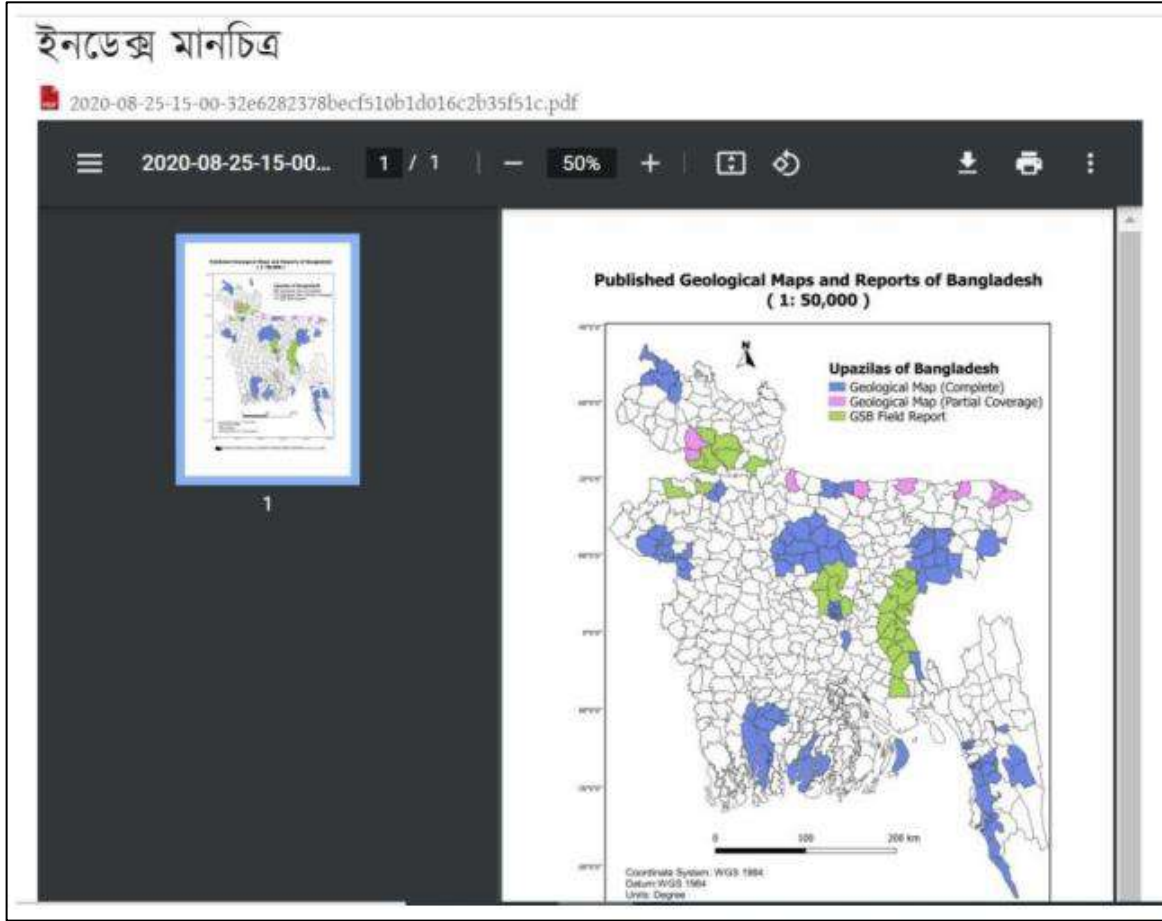 ইনডেক্স মানচিত্র
2020-08-25-15-00-32e6282378becf510b1d016c2b35f51c.pdf
2020-08-25-15-00...
1 / 1
50%
1
Published Geological Maps and Reports of Bangladesh
( 1: 50,000 )
N
Upazilas of Bangladesh
Geological Map (Complete)
Geological Map (Partial Coverage)
GSB Field Report
0 100 200 km
Coordinate System: WGS 1984
Datum: WGS 1984
Units: Degree